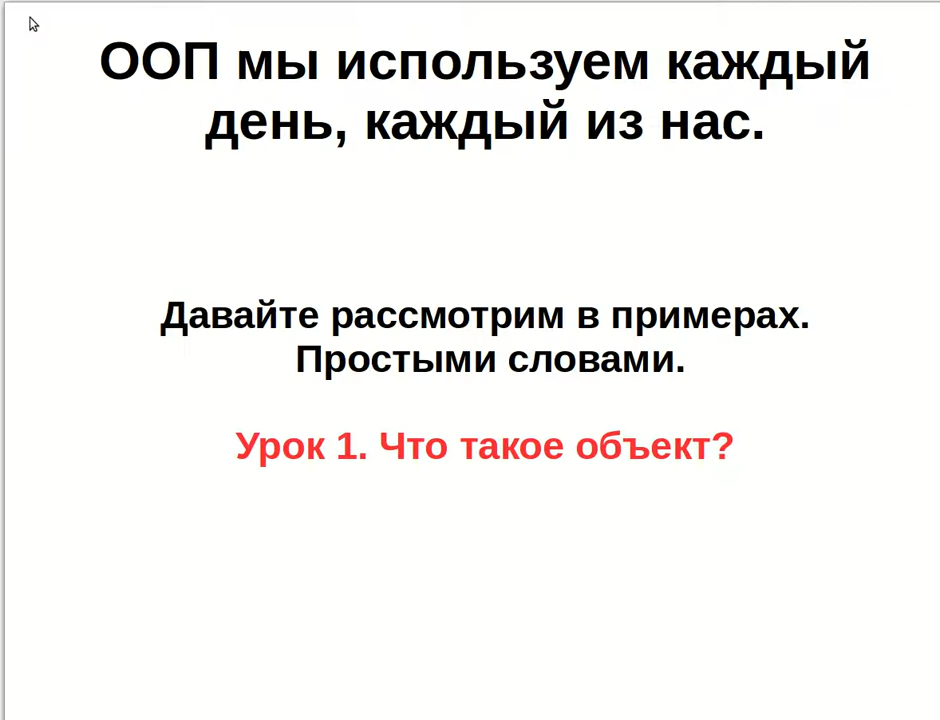 ООП мы используем каждый
день, каждый из нас.
Давайте рассмотрим в примерах.
Простыми словами.
Урок 1. Что такое объект?